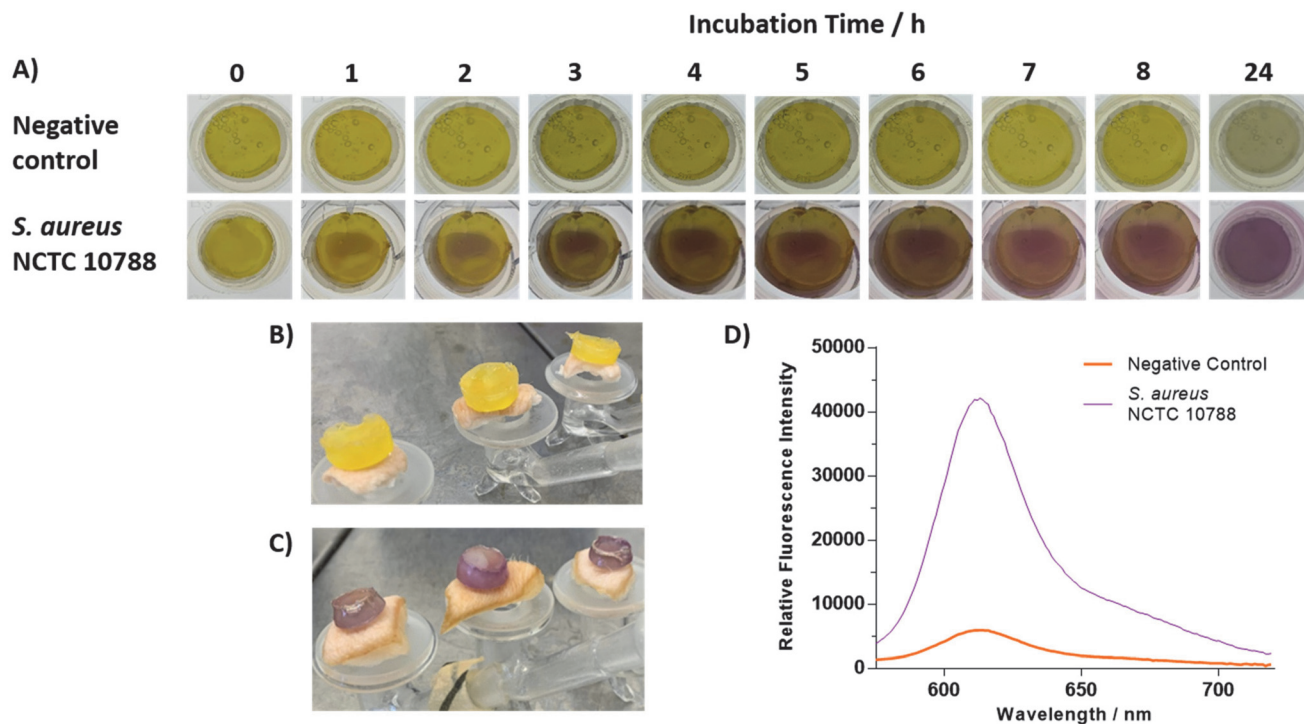 Incubation Time / h
A)
0 1 2 3 4 5 6 7 8 24
Negative
control
S. aureus
NCTC 10788
B)
C)
D)
50000
40000
30000
20000
10000
0
Relative Fluorescence Intensity
Negative Control
S. aureus
NCTC 10788
600 650 700
Wavelength / nm